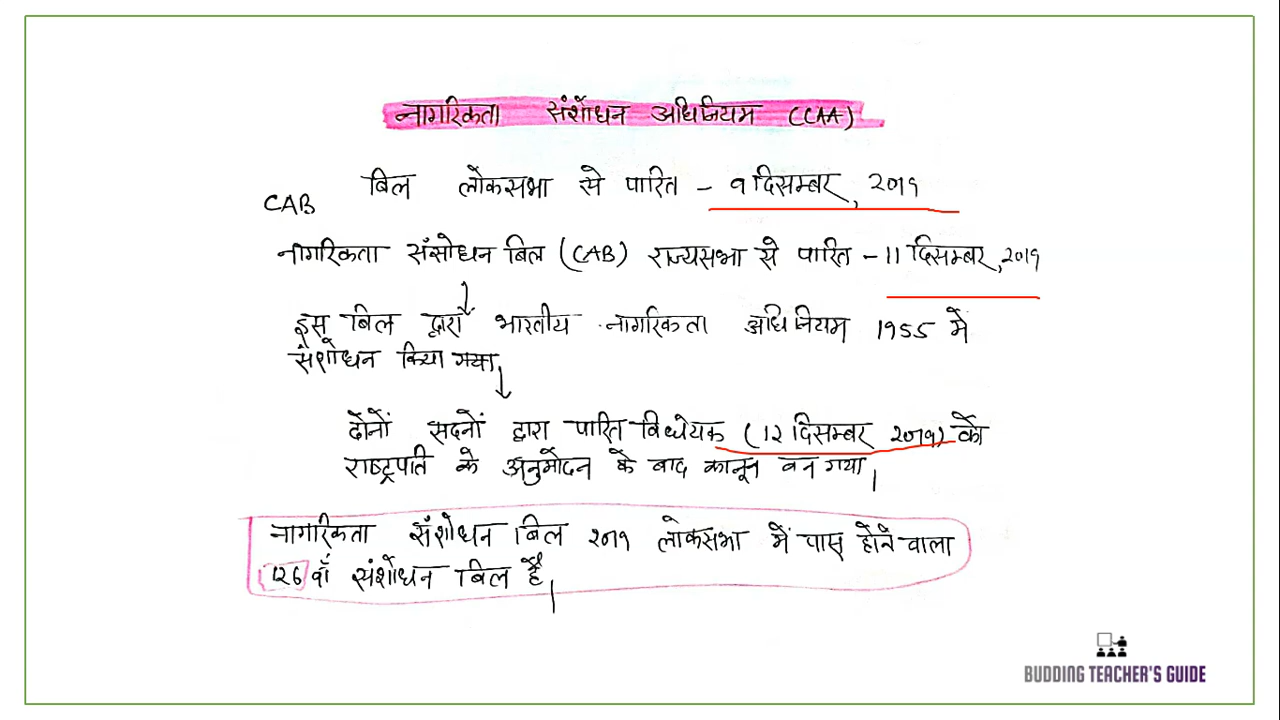 नागरिकता संशोधन अधिनियम (CCAA)
बिल लोकसभा से पारित - 9 दिसम्बर, 2019
CAB
नागरिकता संसोधन बिल (CAB) राज्यसभा से पारित - 11 दिसम्बर, 2019
इस बिल द्वारा भारतीय नागरिकता अधिनियम 1955 में
संशोधन किया गया।
दोनों सदनों द्वारा पारित विधेयक (12 दिसम्बर 2019) को
राष्ट्रपति के अनुमोदन के बाद कानून बन गया।
नागरिकता संशोधन बिल २०१९ लोकसभा में पास होने वाला
126 वाँ संशोधन बिल है।
BUDDING TEACHER'S GUIDE